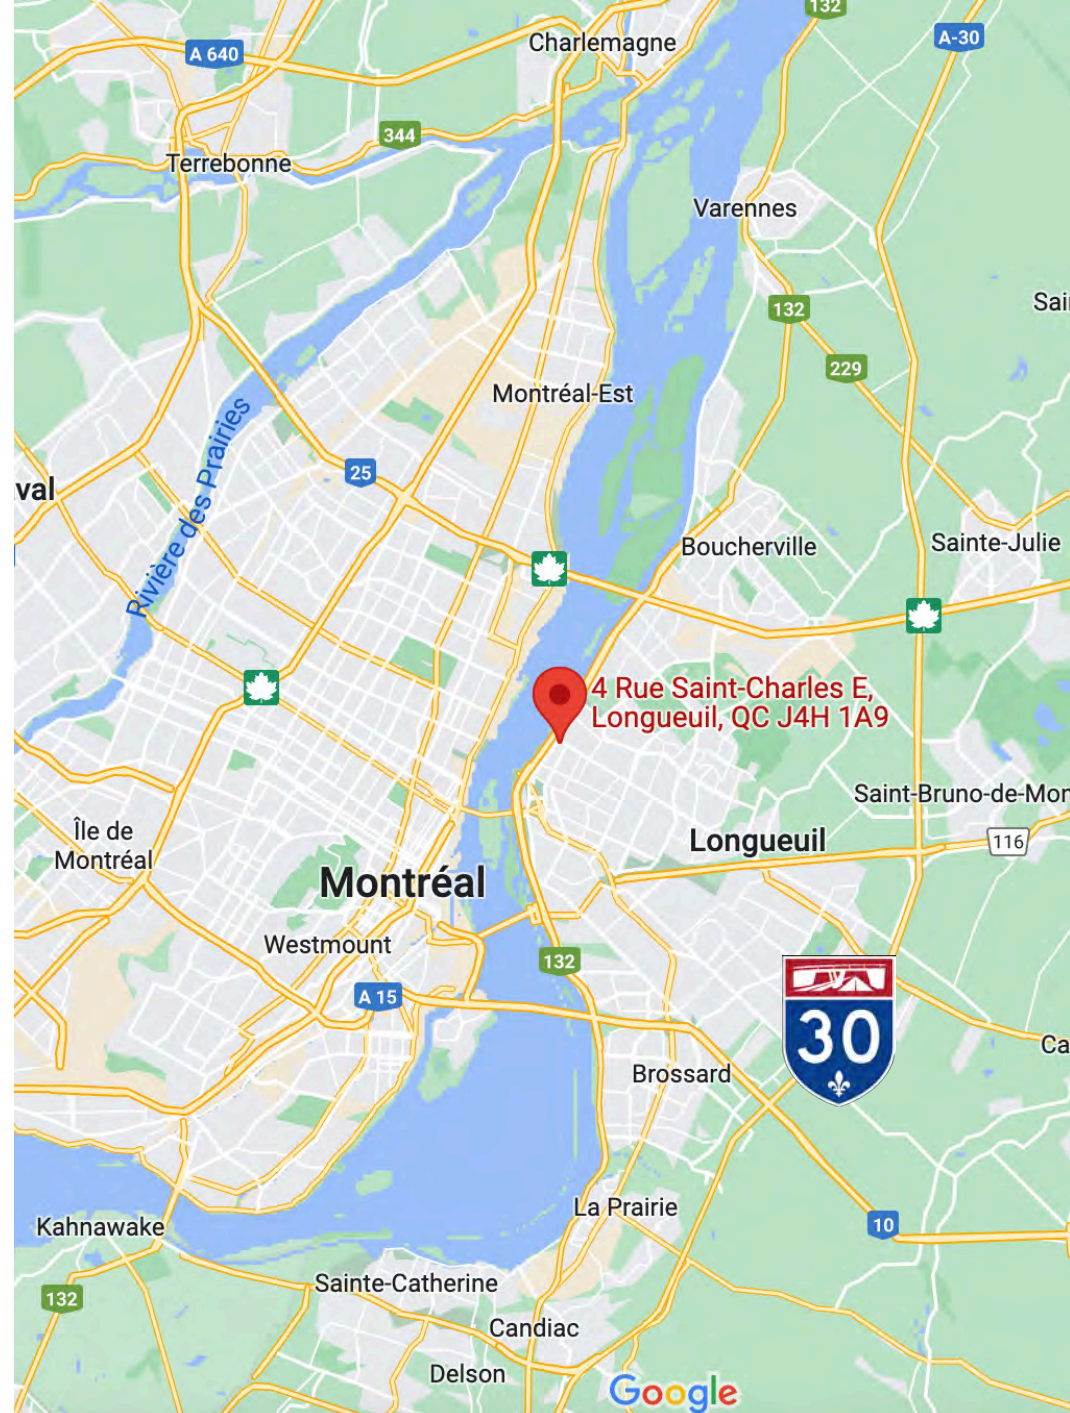 132
Charlemagne
A-30
A 640
344
Terrebonne
Varennes
132
Sai
229
Montréal-Est
Rivière des Prairies
25
val
Boucherville
Sainte-Julie
4 Rue Saint-Charles E,
Longueuil, QC J4H 1A9
Saint-Bruno-de-Mon
Île de
Montréal
Longueuil
116
Montréal
Westmount
132
A 15
30
Ca
Brossard
La Prairie
Kahnawake
10
Sainte-Catherine
132
Candiac
Delson
Google